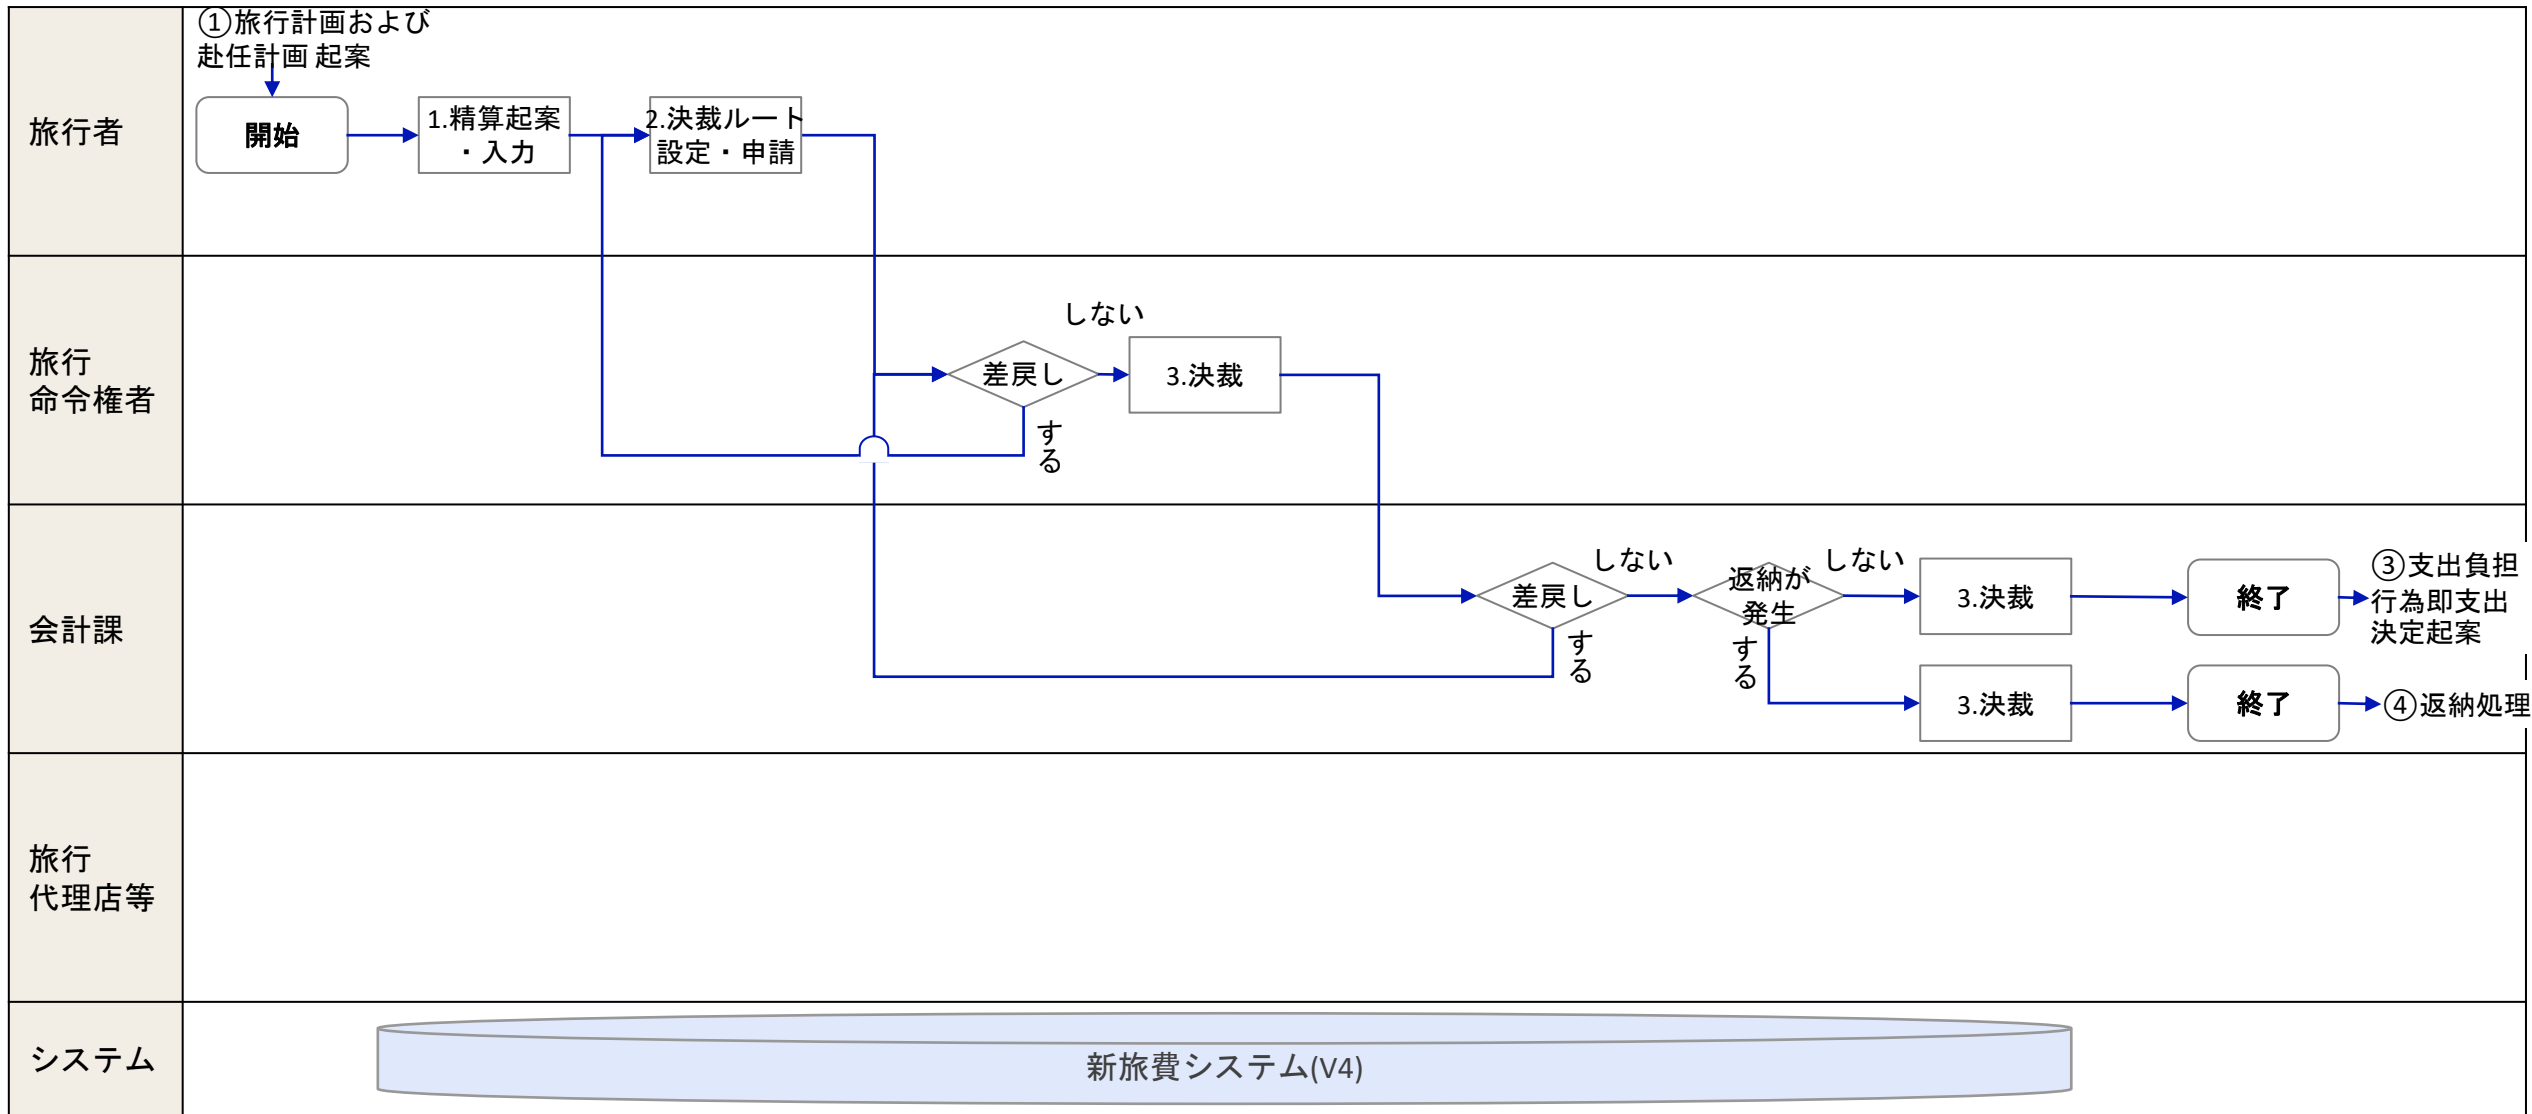 ①旅行計画および
赴任計画 起案
旅行者
開始
1.精算起案
・入力
2.決裁ルート
設定・申請
旅行
命令権者
しない
差戻し
3.決裁
する
会計課
差戻し
しない
する
返納が
発生
しない
する
3.決裁
終了
③支出負担
行為即支出
決定起案
3.決裁
終了
④返納処理
旅行
代理店等
システム
新旅費システム(V4)